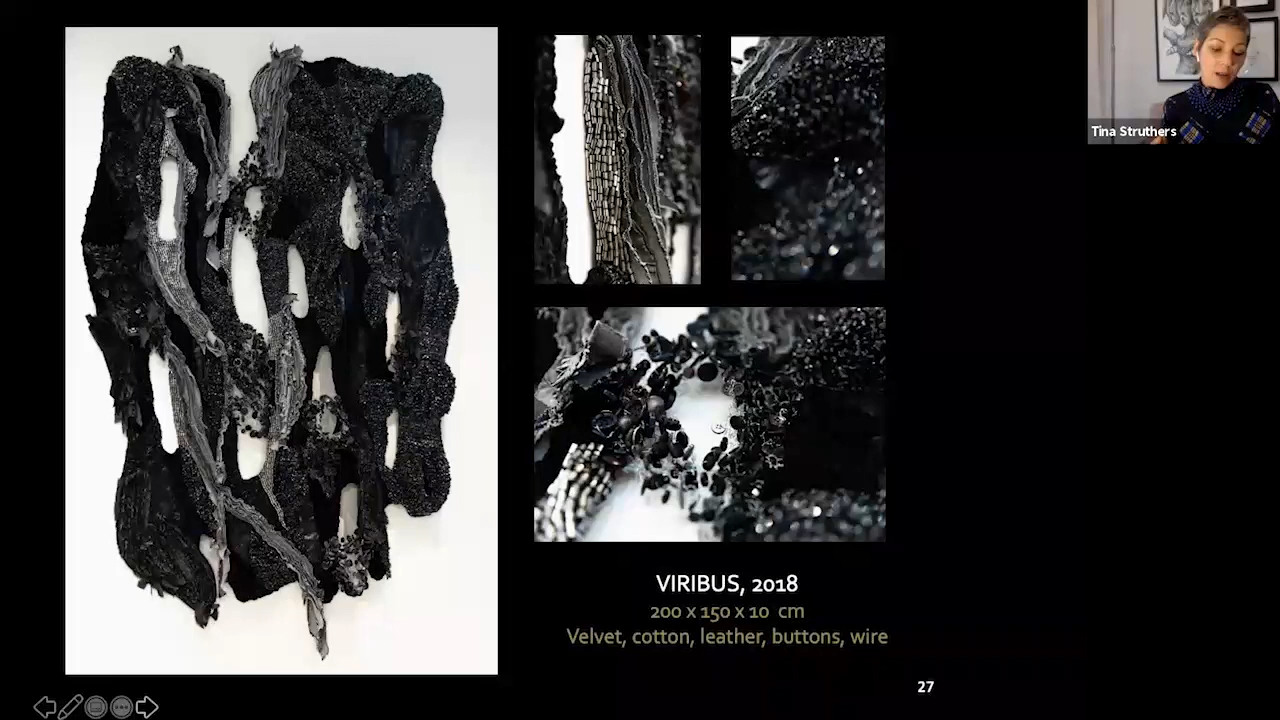 Tina Struthers
VIRIBUS, 2018
200 x 150 x 10 cm
Velvet, cotton, leather, buttons, wire
27